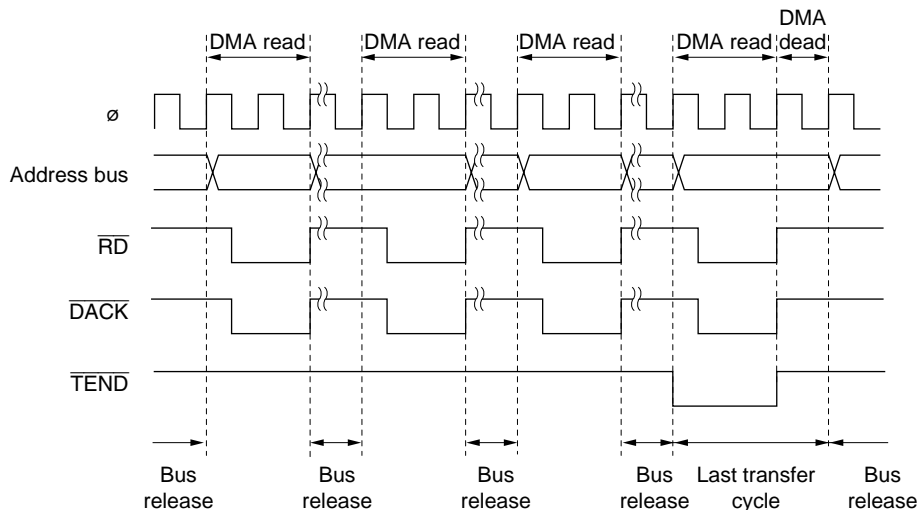 DMA
DMA read DMA read DMA read DMA read dead
ø
Address bus
RD
DACK
TEND
Bus Bus Bus Bus Last transfer Bus
release release release release cycle release